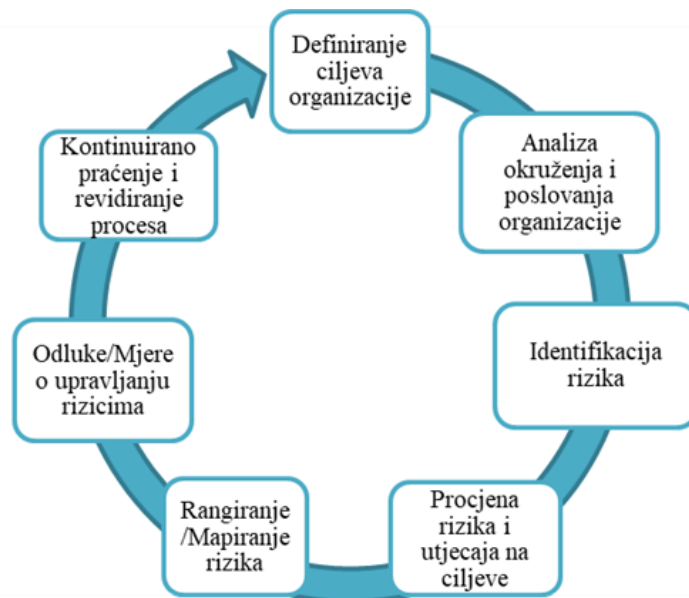 Definiranje
ciljeva
organizacije
Analiza
okruženja i
poslovanja
organizacije
Identifikacija
rizika
Procjena
rizika i
utjecaja na
ciljeve
Rangiranje
/Mapiranje
rizika
Odluke/Mjere
o upravljanju
rizicima
Kontinuirano
praćenje i
revidiranje
procesa